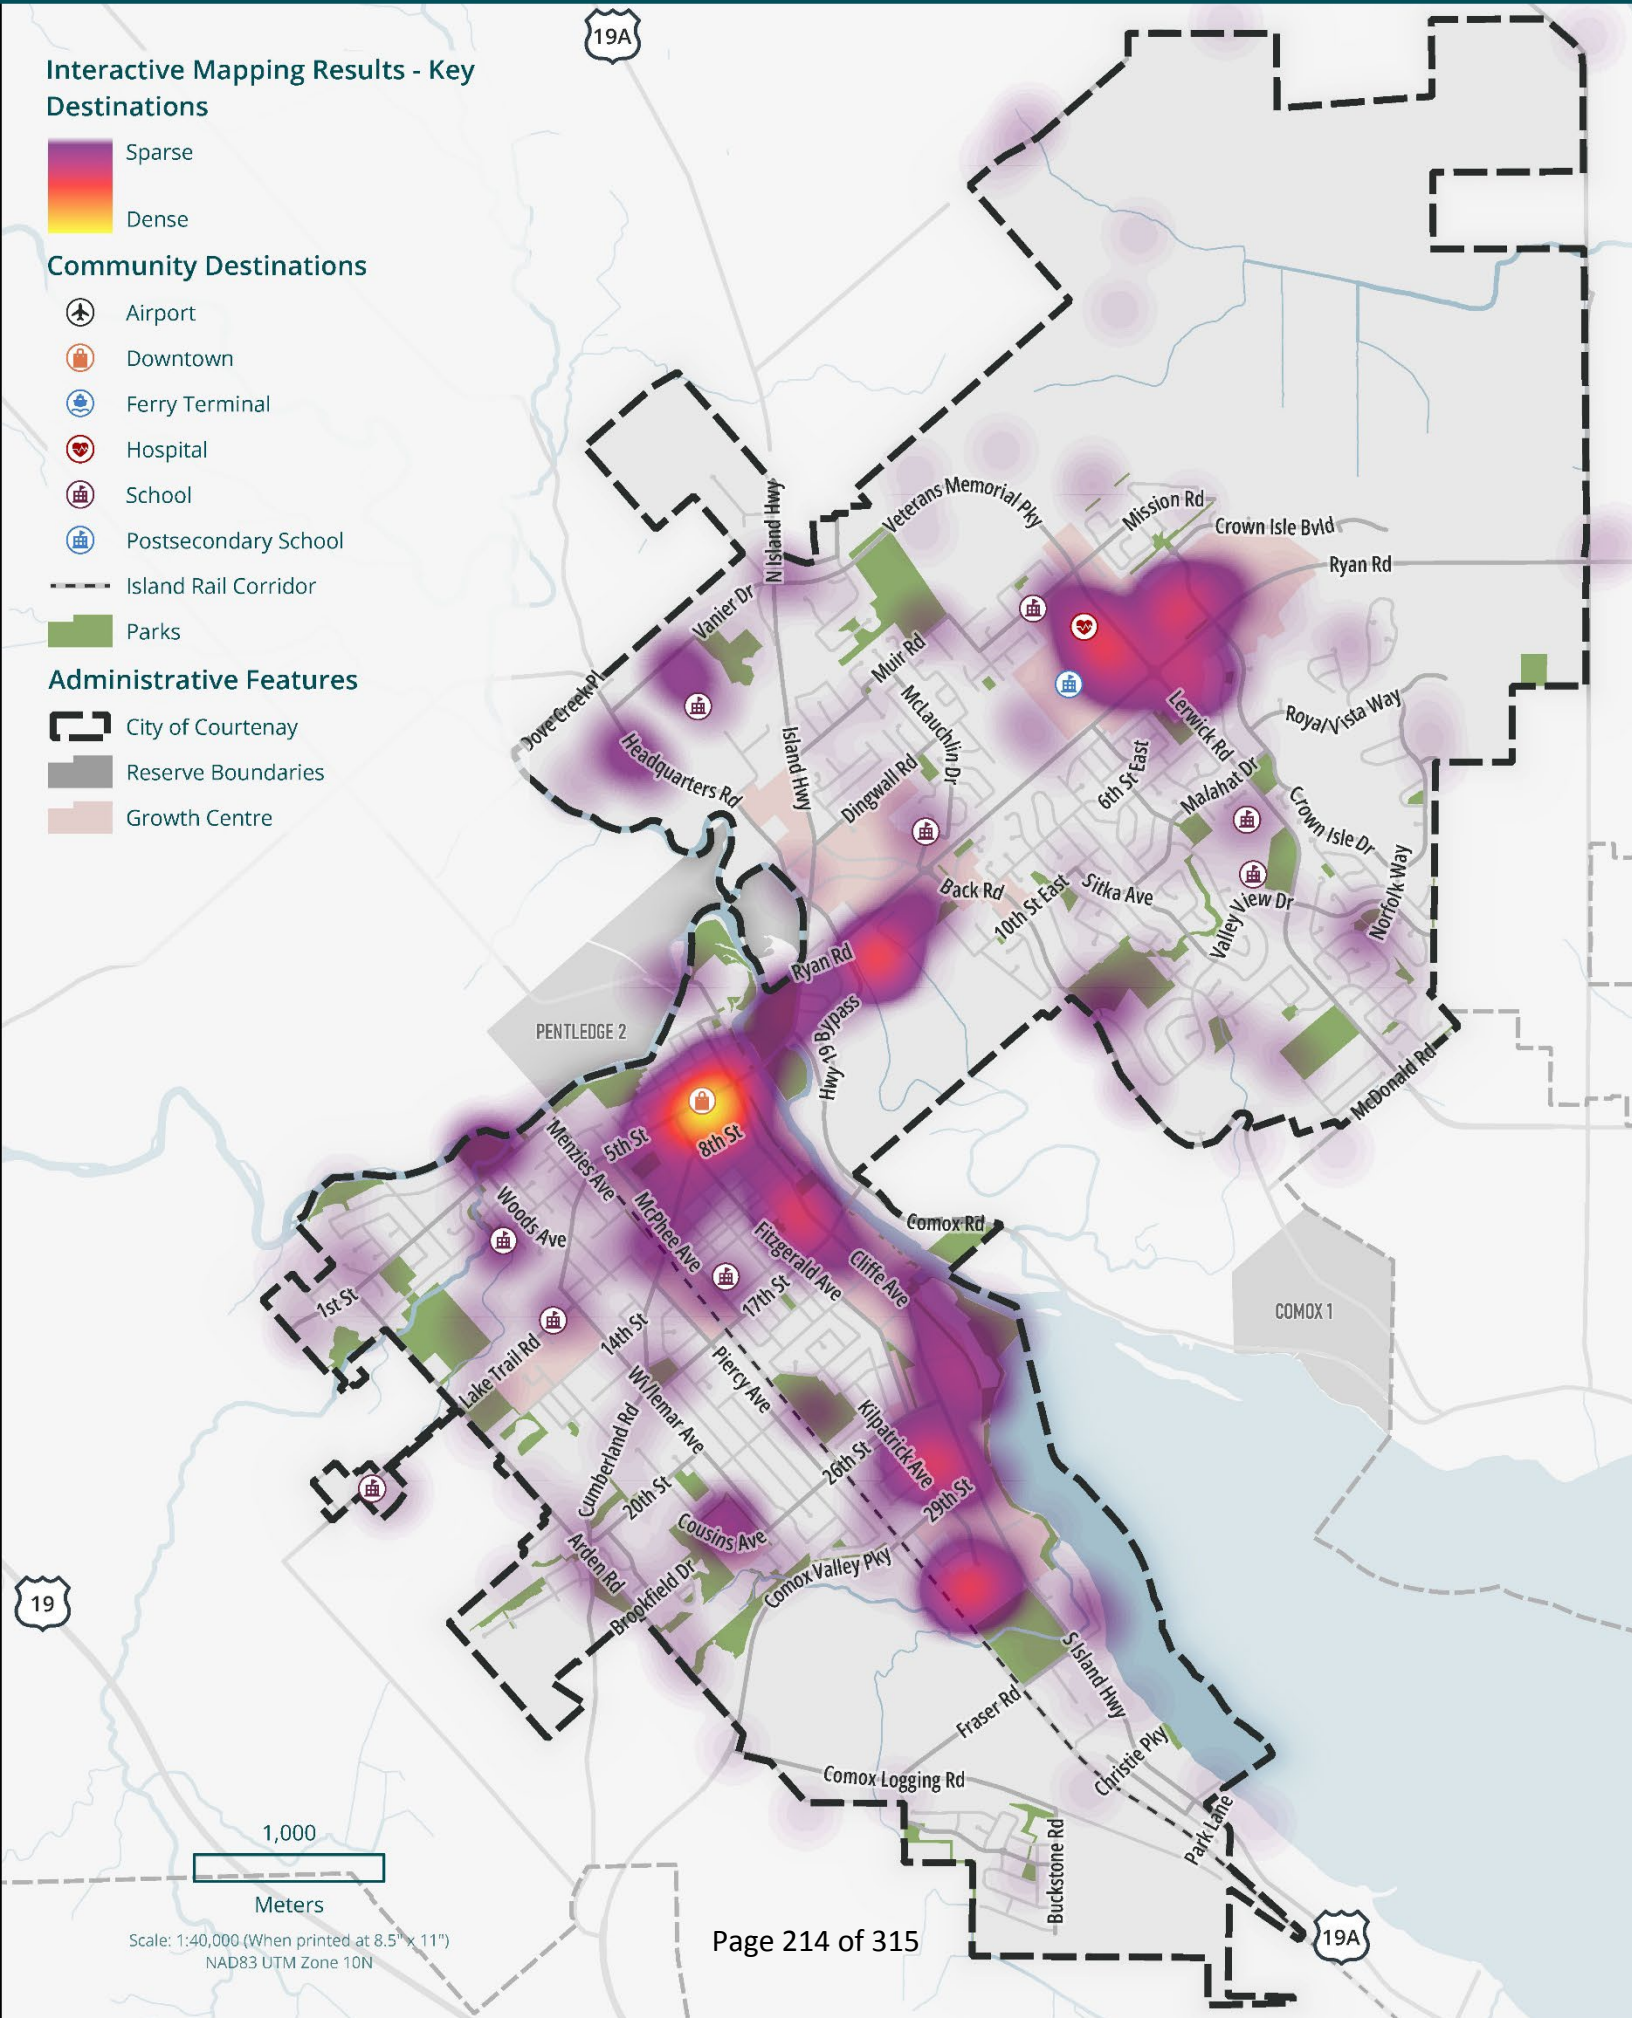 19A
Interactive Mapping Results - Key
Destinations
Sparse
Dense
Community Destinations
Airport
Downtown
Ferry Terminal
Hospital
School
Postsecondary School
Island Rail Corridor
Parks
Administrative Features
City of Courtenay
Reserve Boundaries
Growth Centre
Veterans Memorial Pky
Mission Rd
Crown Isle Bvld
Ryan Rd
N Island Hwy
Vanier Dr
Muir Rd
McLauchlin Dr
Dove Creek Pl
Headquarters Rd
Island Hwy
Dingwall Rd
Lerwick Rd
Royal Vista Way
6th St East
Malahat Dr
Crown Isle Dr
Norfolk Way
Back Rd
10th St East
Sitka Ave
Valley View Dr
Ryan Rd
Hwy 19 Bypass
PENTLEDGE 2
McDonald Rd
Menzies Ave
5th St
8th St
Woods Ave
McPhee Ave
Fitzgerald Ave
Cliffe Ave
Comox Rd
17th St
1st St
14th St
COMOX 1
Lake Trail Rd
Willemar Ave
Piercy Ave
Kilpatrick Ave
Cumberland Rd
26th St
20th St
29th St
Cousins Ave
Arden Rd
Brookfield Dr
Comox Valley Pky
19
S Island Hwy
Fraser Rd
Christie Pky
Comox Logging Rd
Park Lane
Buckstone Rd
1,000
Meters
Scale: 1:40,000 (When printed at 8.5" x 11")
NAD83 UTM Zone 10N
Page 214 of 315
19A